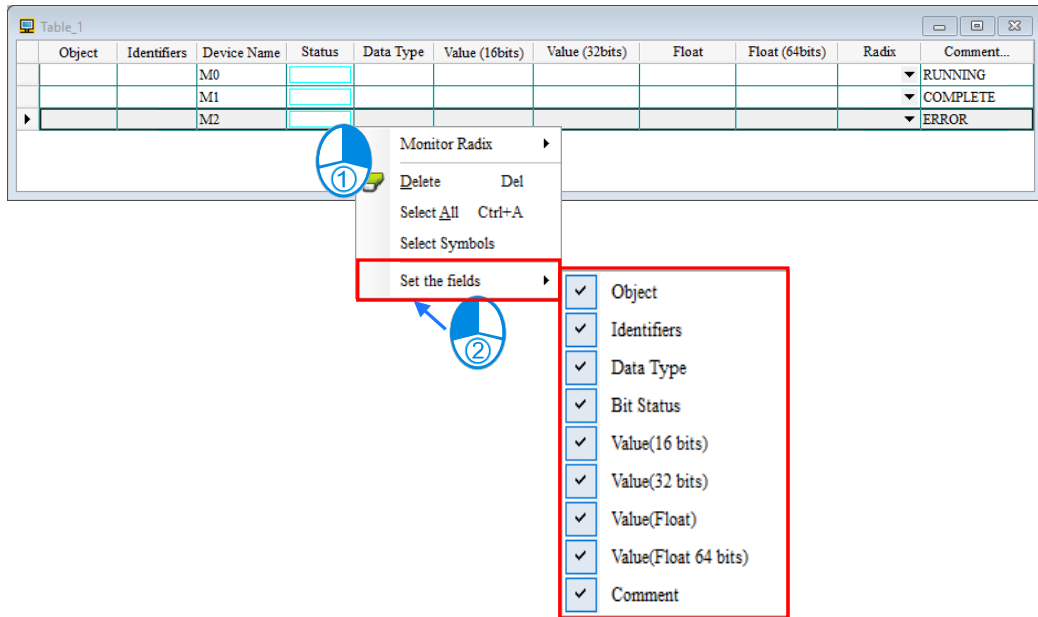 Table_1
Object Identifiers Device Name Status Data Type Value (16bits) Value (32bits) Float Float (64bits) Radix Comment...
M0 RUNNING
M1 COMPLETE
M2 ERROR
Monitor Radix
1
Delete Del
Select All Ctrl+A
Select Symbols
Set the fields
2
Object
Identifiers
Data Type
Bit Status
Value(16 bits)
Value(32 bits)
Value(Float)
Value(Float 64 bits)
Comment